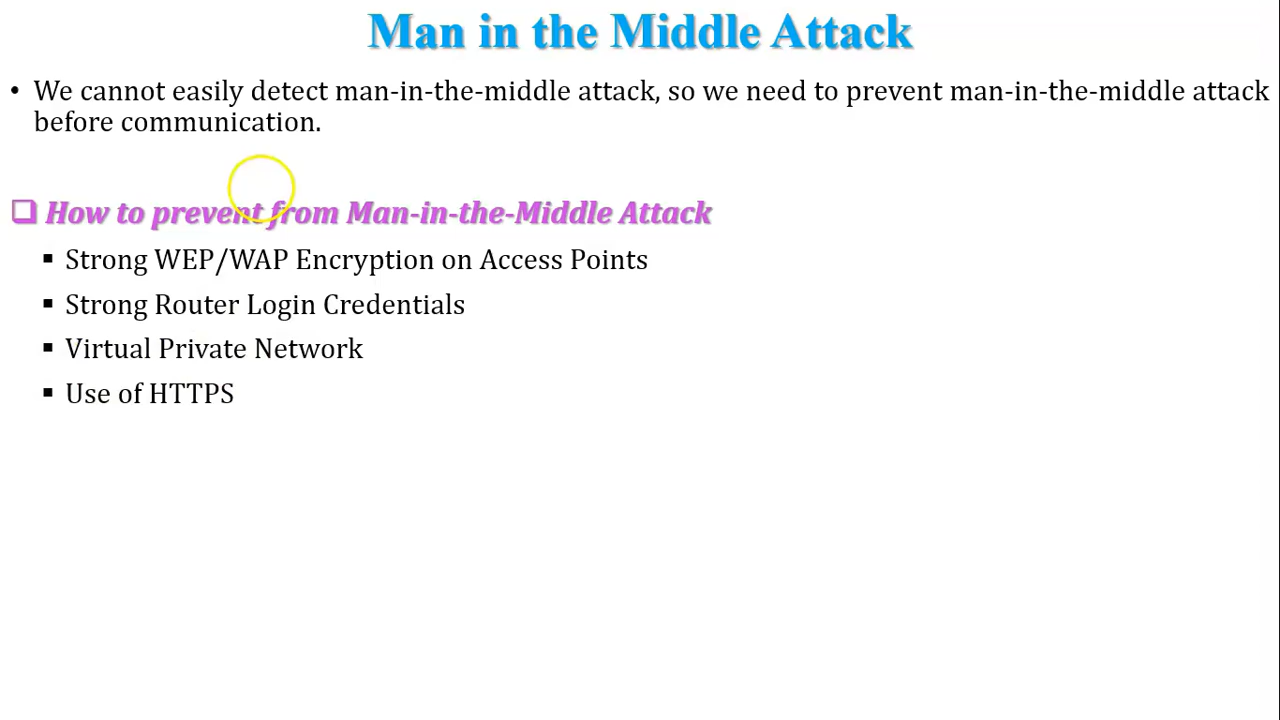 Man in the Middle Attack
• We cannot easily detect man-in-the-middle attack, so we need to prevent man-in-the-middle attack
before communication.
❑ How to prevent from Man-in-the-Middle Attack
▪ Strong WEP/WAP Encryption on Access Points
▪ Strong Router Login Credentials
▪ Virtual Private Network
▪ Use of HTTPS